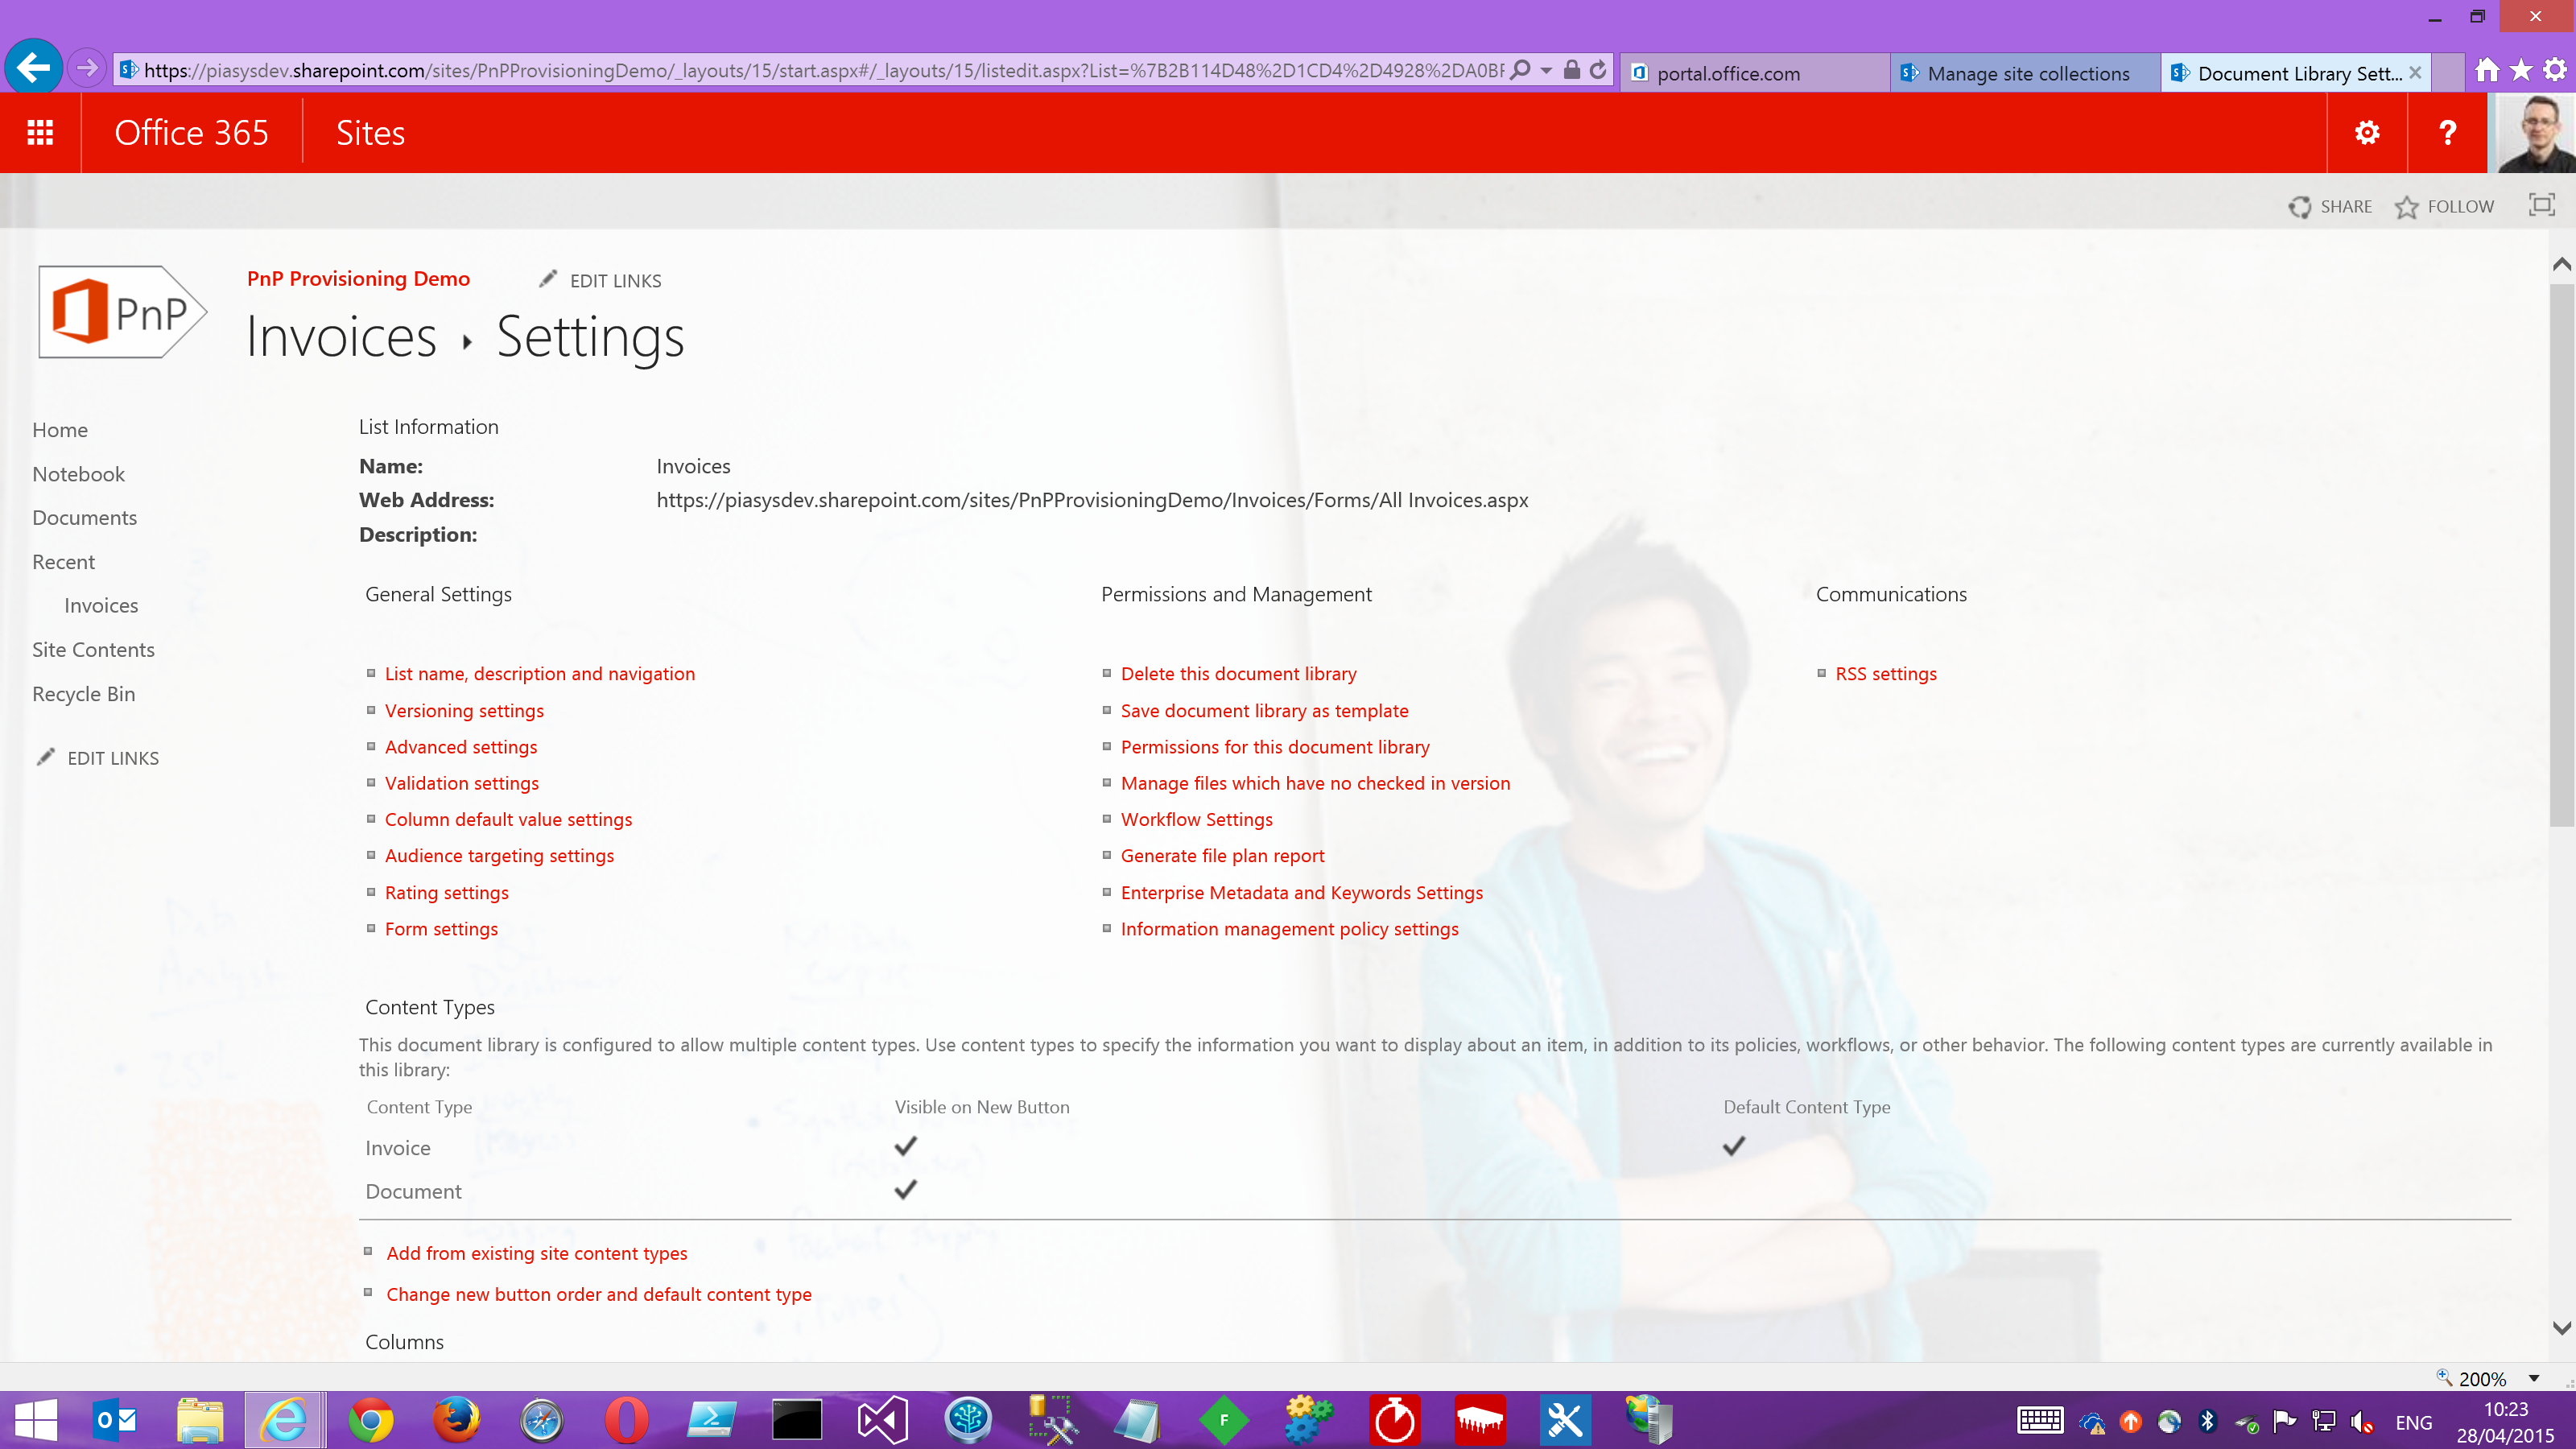 https://piasysdev.sharepoint.com/sites/PnPProvisioningDemo/_layouts/15/start.aspx#/_layouts/15/listedit.aspx?List=%7B2B114D48%2D1CD4%2D4928%2DA0BF
portal.office.com
Manage site collections
Document Library Sett...
Office 365
Sites
SHARE
FOLLOW
PnP
PnP Provisioning Demo
EDIT LINKS
Invoices ▸ Settings
Home
Notebook
Documents
Recent
Invoices
Site Contents
Recycle Bin
EDIT LINKS
List Information
Name: Invoices
Web Address: https://piasysdev.sharepoint.com/sites/PnPProvisioningDemo/Invoices/Forms/All Invoices.aspx
Description:
General Settings
List name, description and navigation
Versioning settings
Advanced settings
Validation settings
Column default value settings
Audience targeting settings
Rating settings
Form settings
Permissions and Management
Delete this document library
Save document library as template
Permissions for this document library
Manage files which have no checked in version
Workflow Settings
Generate file plan report
Enterprise Metadata and Keywords Settings
Information management policy settings
Communications
RSS settings
Content Types
This document library is configured to allow multiple content types. Use content types to specify the information you want to display about an item, in addition to its policies, workflows, or other behavior. The following content types are currently available in
this library:
Content Type Visible on New Button Default Content Type
Invoice
Document
Add from existing site content types
Change new button order and default content type
Columns
200%
ENG
10:23
28/04/2015